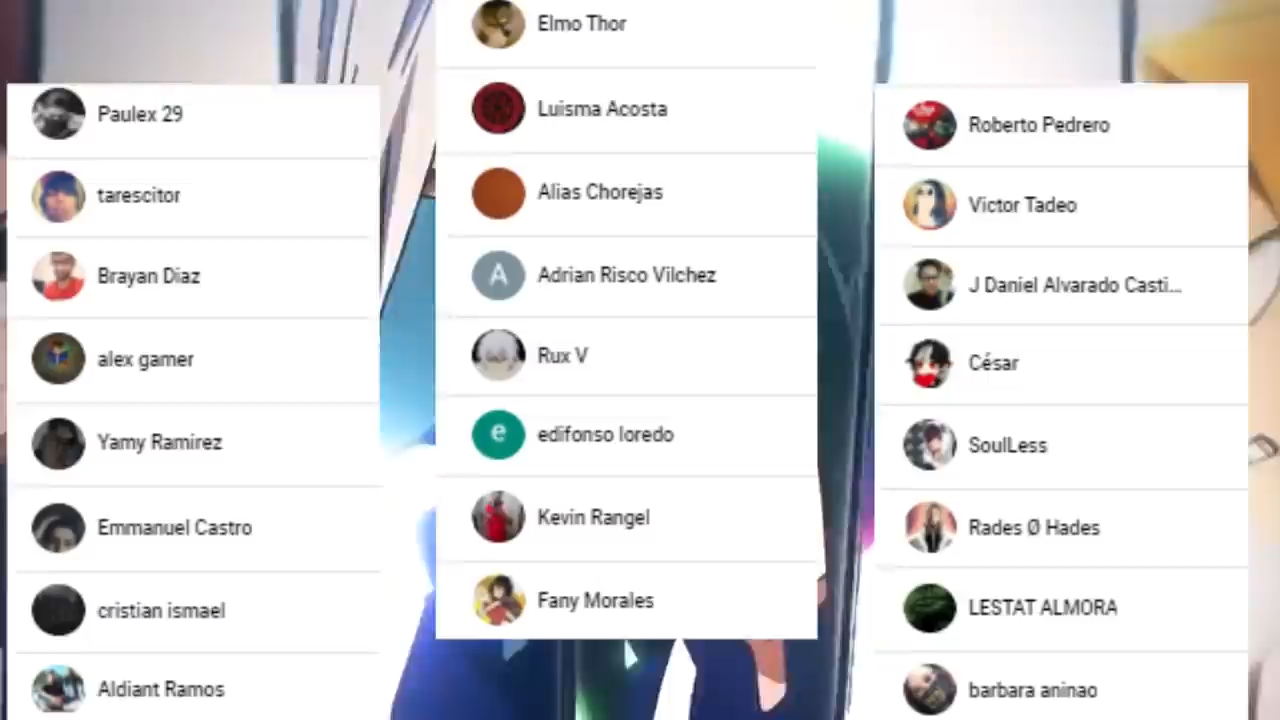 Paulex 29
tarescitor
Brayan Diaz
alex gamer
Yamy Ramirez
Emmanuel Castro
cristian ismael
Aldiant Ramos
Elmo Thor
Luisma Acosta
Alias Chorejas
A
Adrian Risco Vilchez
Rux V
e
edifonso loredo
Kevin Rangel
Fany Morales
Roberto Pedrero
Victor Tadeo
J Daniel Alvarado Casti...
César
SoulLess
Rades Ø Hades
LESTAT ALMORA
barbara aninao